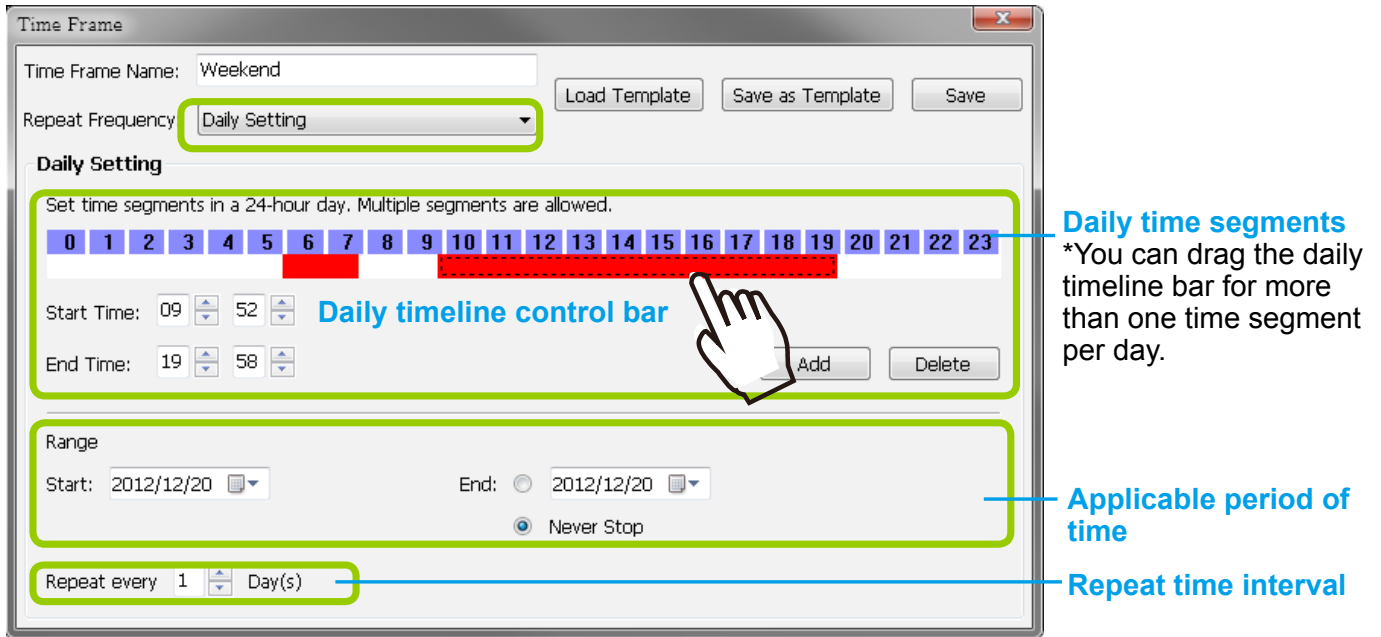 Time Frame
Time Frame Name: Weekend
Load Template Save as Template Save
Repeat Frequency Daily Setting
Daily Setting
Set time segments in a 24-hour day. Multiple segments are allowed.
0 1 2 3 4 5 6 7 8 9 10 11 12 13 14 15 16 17 18 19 20 21 22 23
Start Time: 09 52
Daily timeline control bar
End Time: 19 58
Add Delete
Daily time segments
*You can drag the daily
timeline bar for more
than one time segment
per day.
Range
Start: 2012/12/20 End: 2012/12/20
Never Stop
Applicable period of
time
Repeat every 1 Day(s)
Repeat time interval